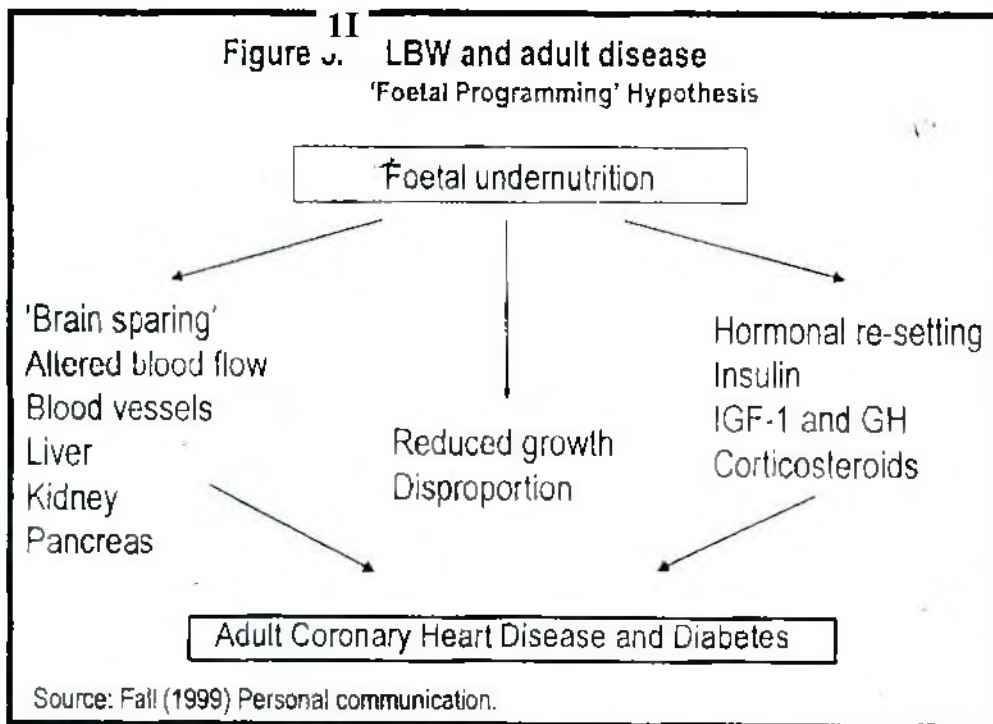 1I
Figure 3. LBW and adult disease
'Foetal Programming' Hypothesis
Foetal undernutrition
'Brain sparing'
Altered blood flow
Blood vessels
Liver
Kidney
Pancreas
Reduced growth
Disproportion
Hormonal re-setting
Insulin
IGF-1 and GH
Corticosteroids
Adult Coronary Heart Disease and Diabetes
Source: Fall (1999) Personal communication.